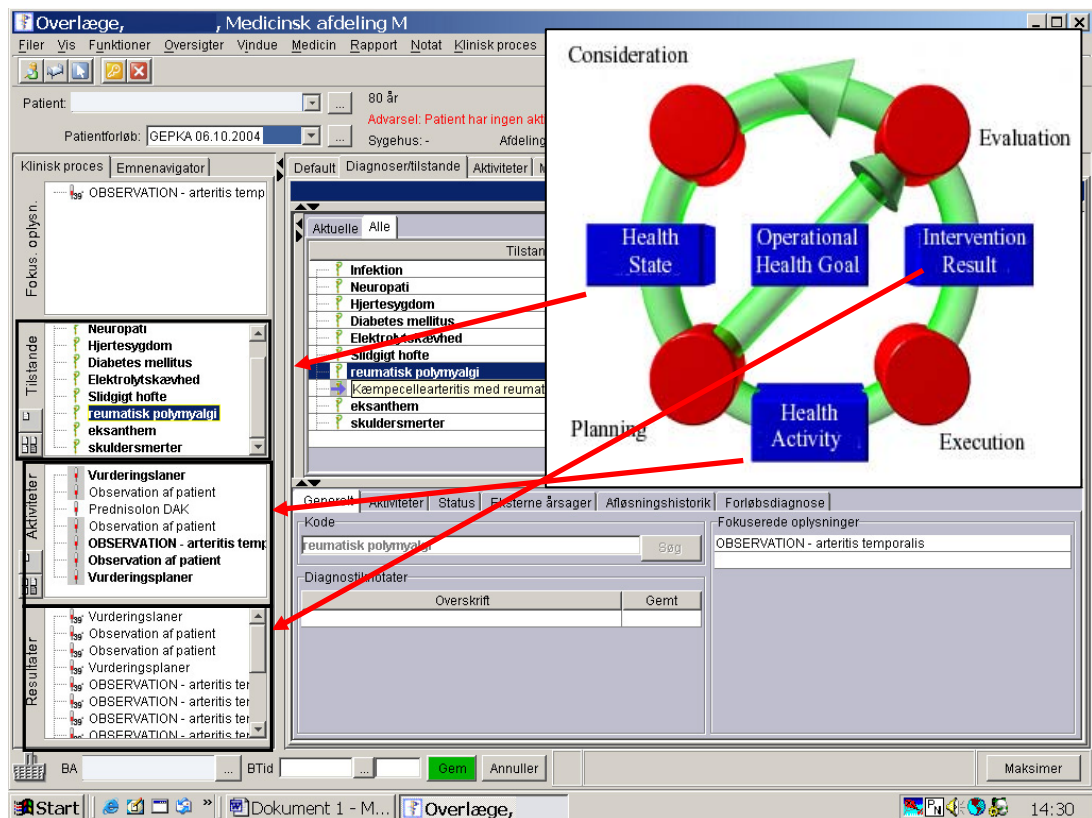 Overlæge, , Medicinsk afdeling M
Filer Vis Funktioner Oversigter Vindue Medicin Rapport Notat Klinisk proces
Patient: ... 80 år
Advarsel: Patient har ingen akt
Patientforløb: GEPKA 06.10.2004 ... Sygehus: - Afdeling
Klinisk proces Emnenavigator
Fokus. oplysn.
OBSERVATION - arteritis temp
Tilstande
Neuropati
Hjertesygdom
Diabetes mellitus
Elektrolytskævhed
Slidgigt hofte
reumatisk polymyalgi
eksanthem
skuldersmerter
Aktiviteter
Vurderingslaner
Observation af patient
Prednisolon DAK
Observation af patient
OBSERVATION - arteritis temp
Observation af patient
Vurderingsplaner
Resultater
Vurderingslaner
Observation af patient
Observation af patient
Vurderingsplaner
OBSERVATION - arteritis ter
OBSERVATION - arteritis ter
OBSERVATION - arteritis ter
OBSERVATION - arteritis ter
OBSERVATION - arteritis ter
Default Diagnoser/tilstande Aktiviteter M
Aktuelle Alle
Tilstan
Infektion
Neuropati
Hjertesygdom
Diabetes mellitus
Elektrolytskævhed
Slidgigt hofte
reumatisk polymyalgi
Kæmpecellearteritis med reumat
eksanthem
skuldersmerter
Consideration
Evaluation
Health
State
Operational
Health Goal
Intervention
Result
Planning
Health
Activity
Execution
Generelt Aktiviteter Status Eksterne årsager Afløsningshistorik Forløbsdiagnose
Kode
reumatisk polymyalgi Søg
Diagnostiknotater
Overskrift Gemt
Fokuserede oplysninger
OBSERVATION - arteritis temporalis
BA ... BTid ... Gem Annuller Maksimer
Start » Dokument 1 - M... Overlæge, 14:30